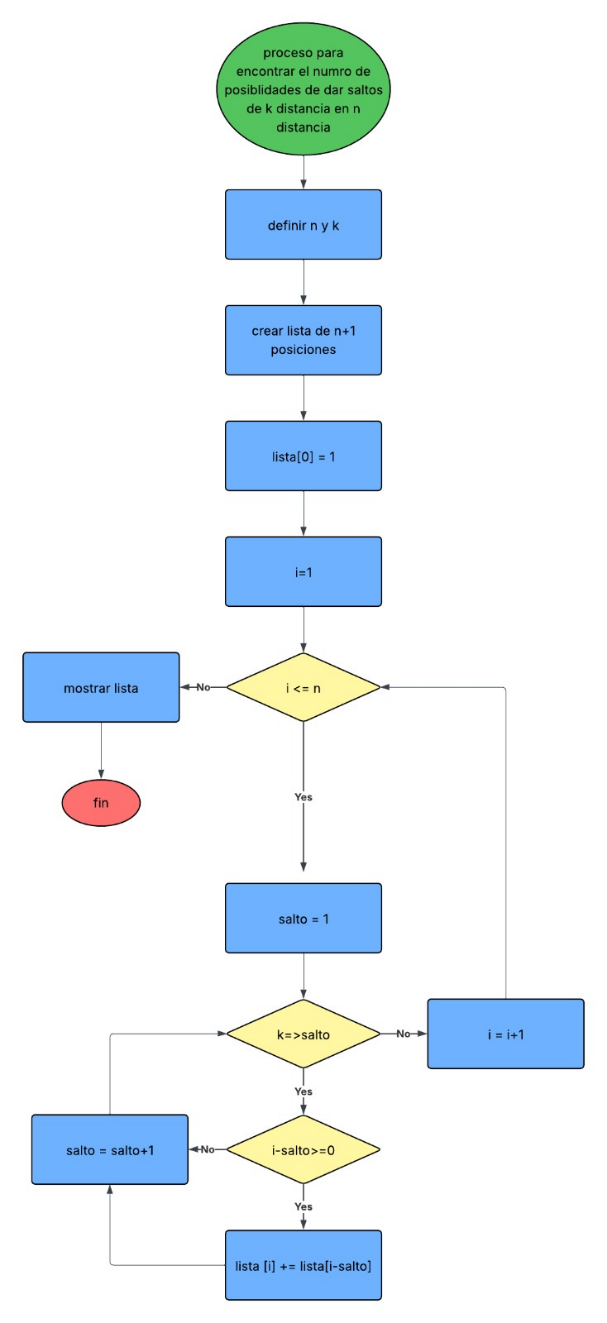 proceso para
encontrar el numro de
posiblidades de dar saltos
de k distancia en n
distancia
definir n y k
crear lista de n+1
posiciones
lista[0] = 1
i=1
i <= n
No
mostrar lista
fin
Yes
salto = 1
k=>salto
No
i = i+1
Yes
i-salto>=0
No
salto = salto+1
Yes
lista [i] += lista[i-salto]